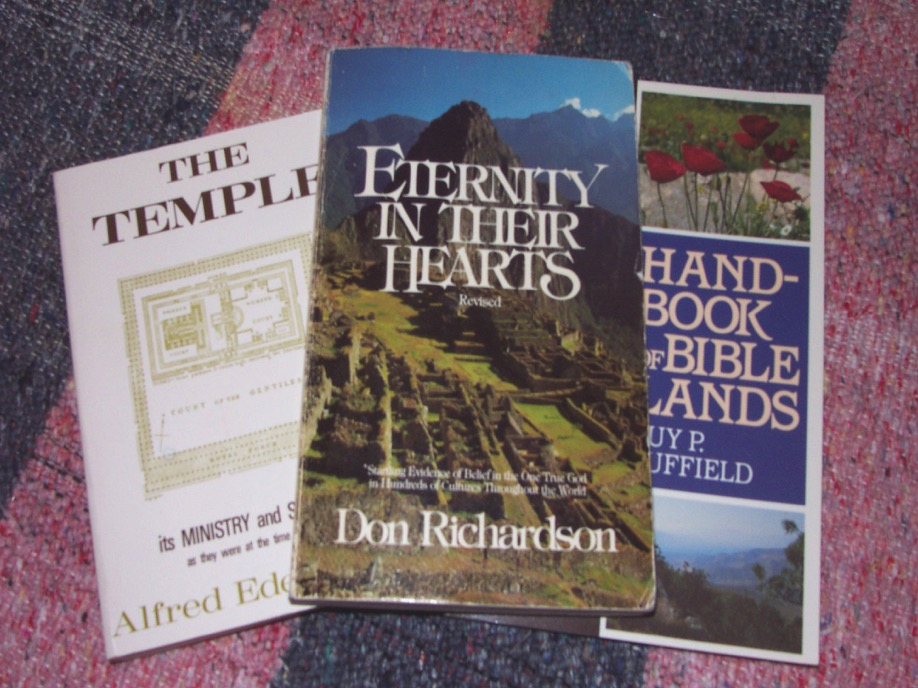 THE
TEMPLE
COURT OF THE GENTILES
its MINISTRY and S
as they were at the time
Alfred Ede
ETERNITY
IN THEIR
HEARTS
Revised
"Startling Evidence of Belief in the One True God
in Hundreds of Cultures Throughout the World
Don Richardson
HAND-
BOOK
OF BIBLE
LANDS
UY P.
UFFIELD